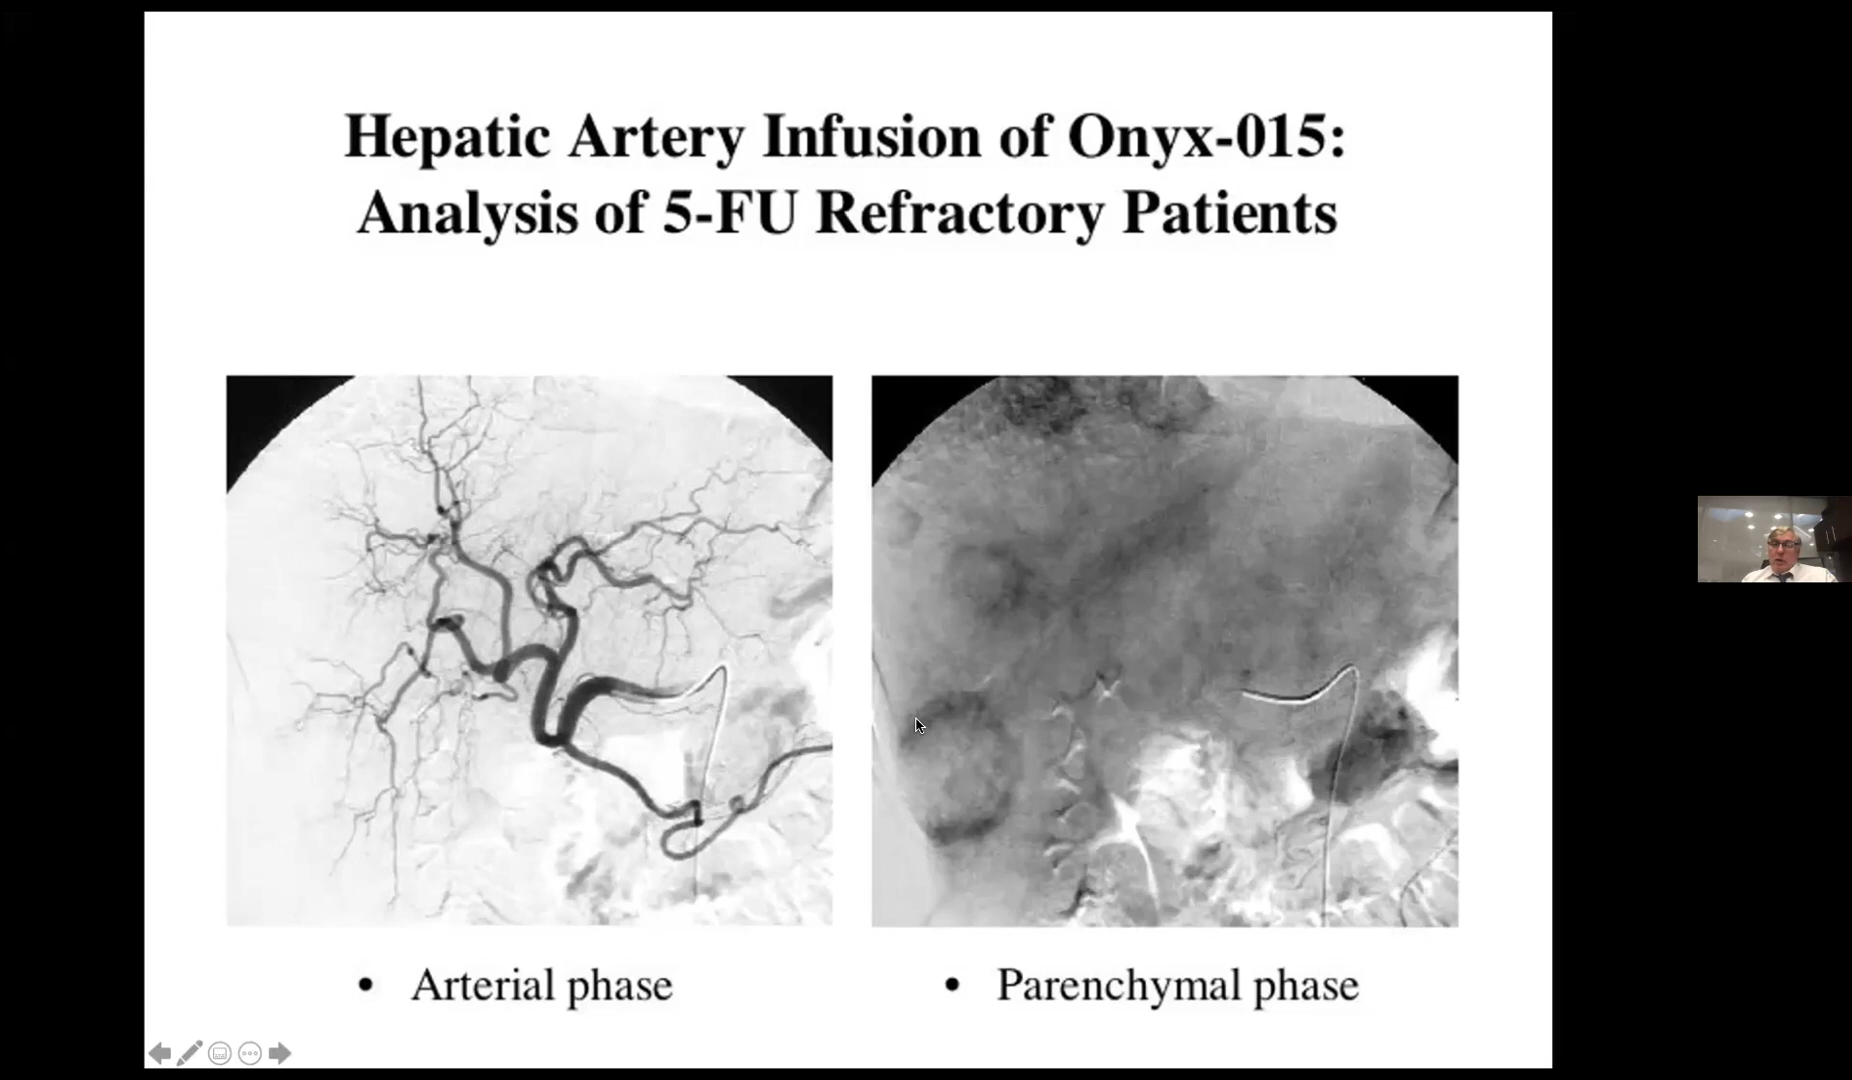 Hepatic Artery Infusion of Onyx-015:
Analysis of 5-FU Refractory Patients
• Arterial phase
• Parenchymal phase